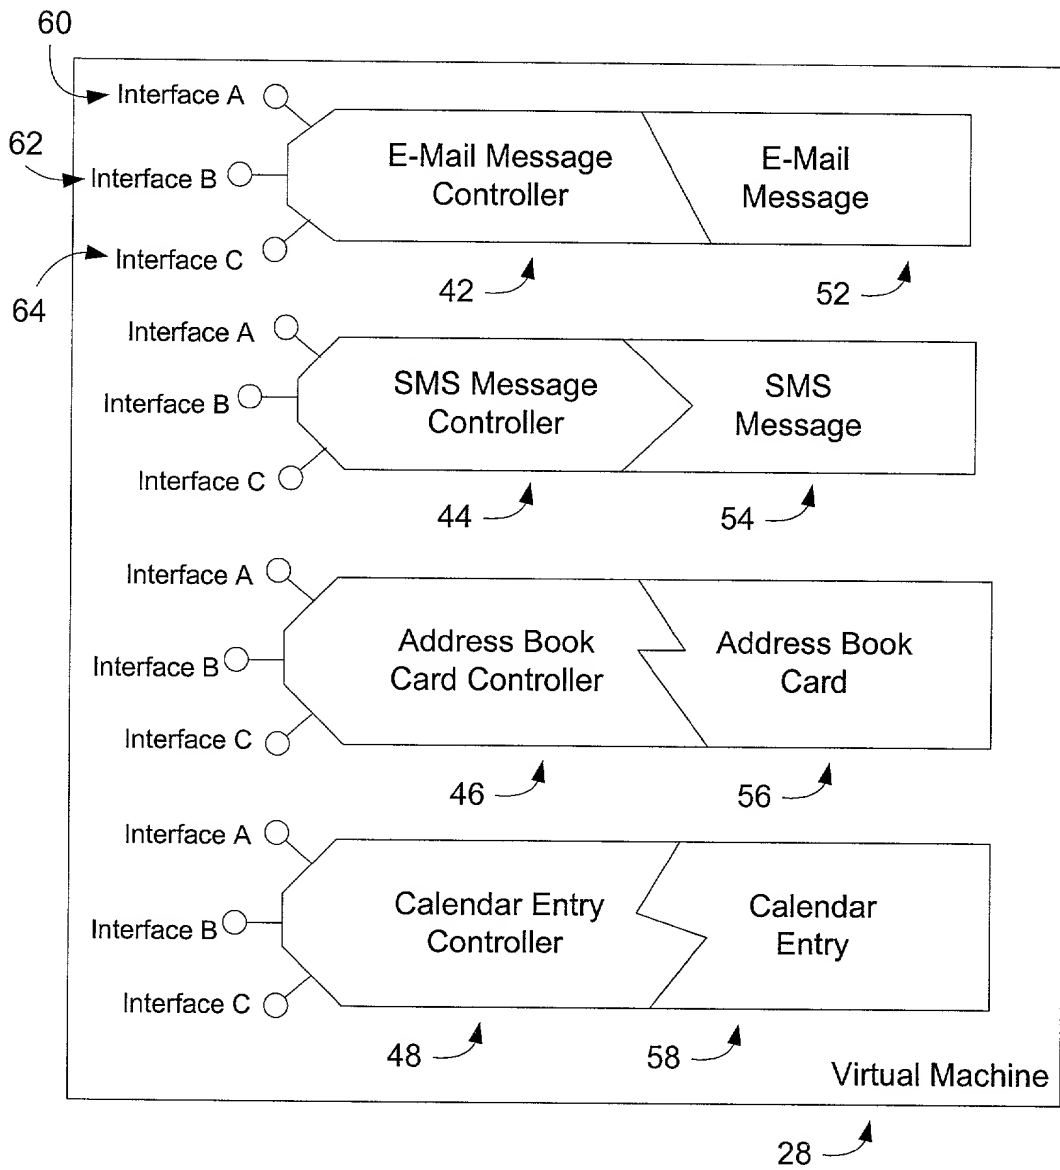 60
Interface A
62
Interface B
E-Mail Message
Controller
E-Mail
Message
Interface C
64
42
52
Interface A
Interface B
SMS Message
Controller
SMS
Message
Interface C
44
54
Interface A
Interface B
Address Book
Card Controller
Address Book
Card
Interface C
46
56
Interface A
Interface B
Calendar Entry
Controller
Calendar
Entry
Interface C
48
58
Virtual Machine
28